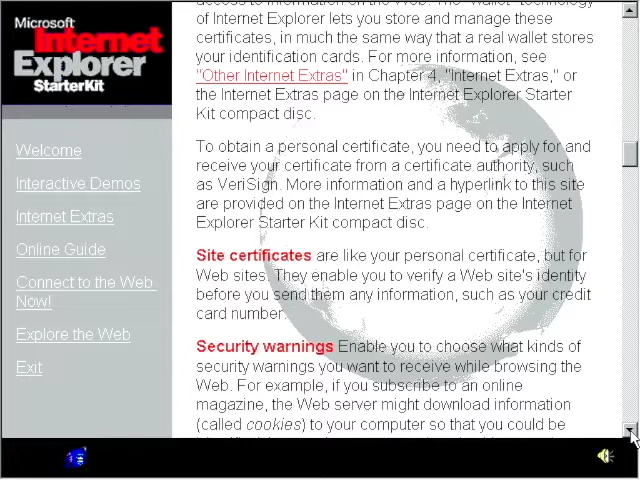 Microsoft
Internet
Explorer
StarterKit
Welcome
Interactive Demos
Internet Extras
Online Guide
Connect to the Web
Now!
Explore the Web
Exit
of Internet Explorer lets you store and manage these
certificates, in much the same way that a real wallet stores
your identification cards. For more information, see
"Other Internet Extras" in Chapter 4, "Internet Extras," or
the Internet Extras page on the Internet Explorer Starter
Kit compact disc.
To obtain a personal certificate, you need to apply for and
receive your certificate from a certificate authority, such
as VeriSign. More information and a hyperlink to this site
are provided on the Internet Extras page on the Internet
Explorer Starter Kit compact disc.
Site certificates are like your personal certificate, but for
Web sites. They enable you to verify a Web site's identity
before you send them any information, such as your credit
card number.
Security warnings Enable you to choose what kinds of
security warnings you want to receive while browsing the
Web. For example, if you subscribe to an online
magazine, the Web server might download information
(called cookies) to your computer so that you could be